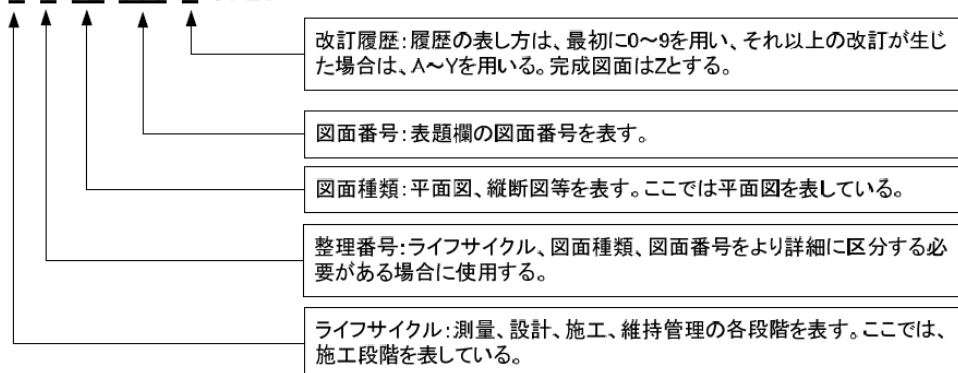 改訂履歴:履歴の表し方は、最初に0～9を用い、それ以上の改訂が生じ
た場合は、A～Yを用いる。完成図面はZとする。
図面番号:表題欄の図面番号を表す。
図面種類:平面図、縦断図等を表す。ここでは平面図を表している。
整理番号:ライフサイクル、図面種類、図面番号をより詳細に区分する必
要がある場合に使用する。
ライフサイクル:測量、設計、施工、維持管理の各段階を表す。ここでは、
施工段階を表している。